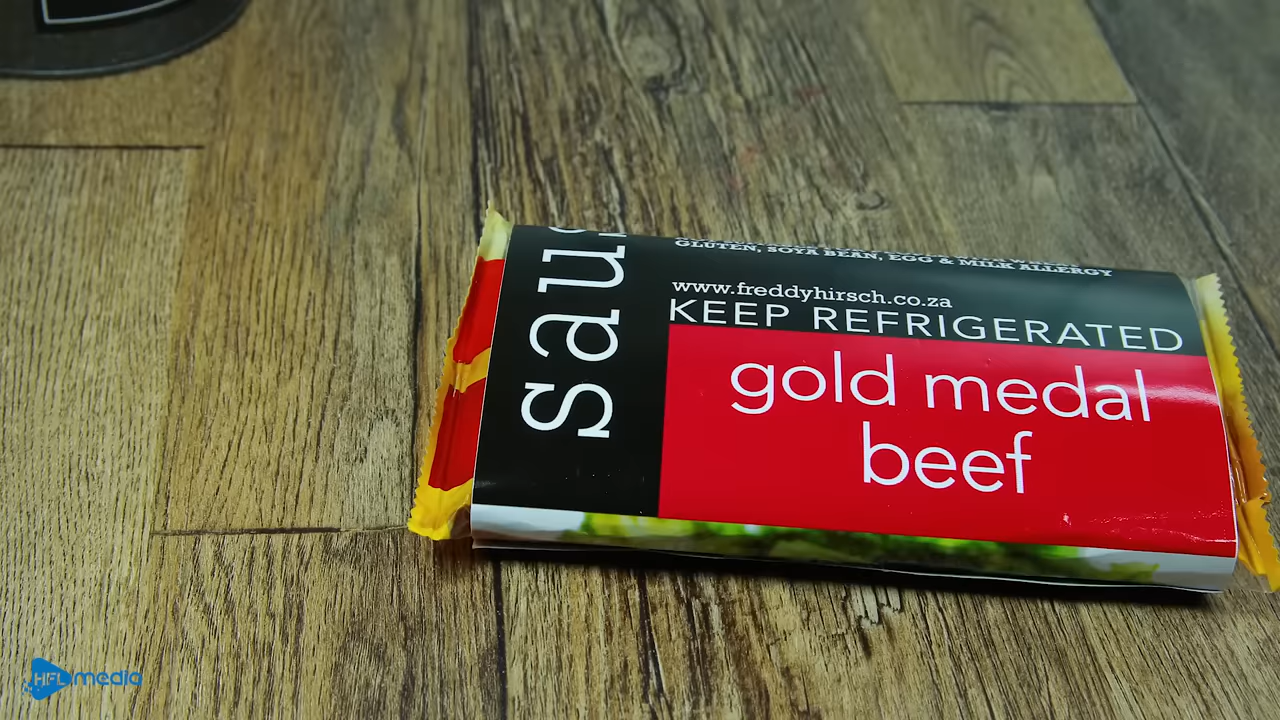 saus
GLUTEN, SOYA BEAN, EGG & MILK ALLERGY
www.freddyhirsch.co.za
KEEP REFRIGERATED
gold medal
beef
HFL media